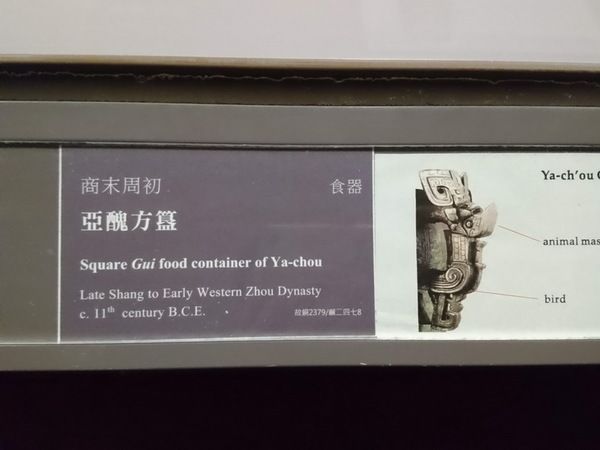 商末周初 食器
亞醜方簋
Square Gui food container of Ya-chou
Late Shang to Early Western Zhou Dynasty
c. 11th century B.C.E.
故銅2379/麗二四七8
Ya-ch'ou
animal mas
bird